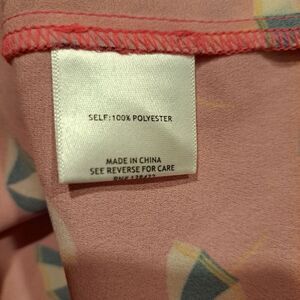 SELF: 100% POLYESTER
MADE IN CHINA
SEE REVERSE FOR CARE